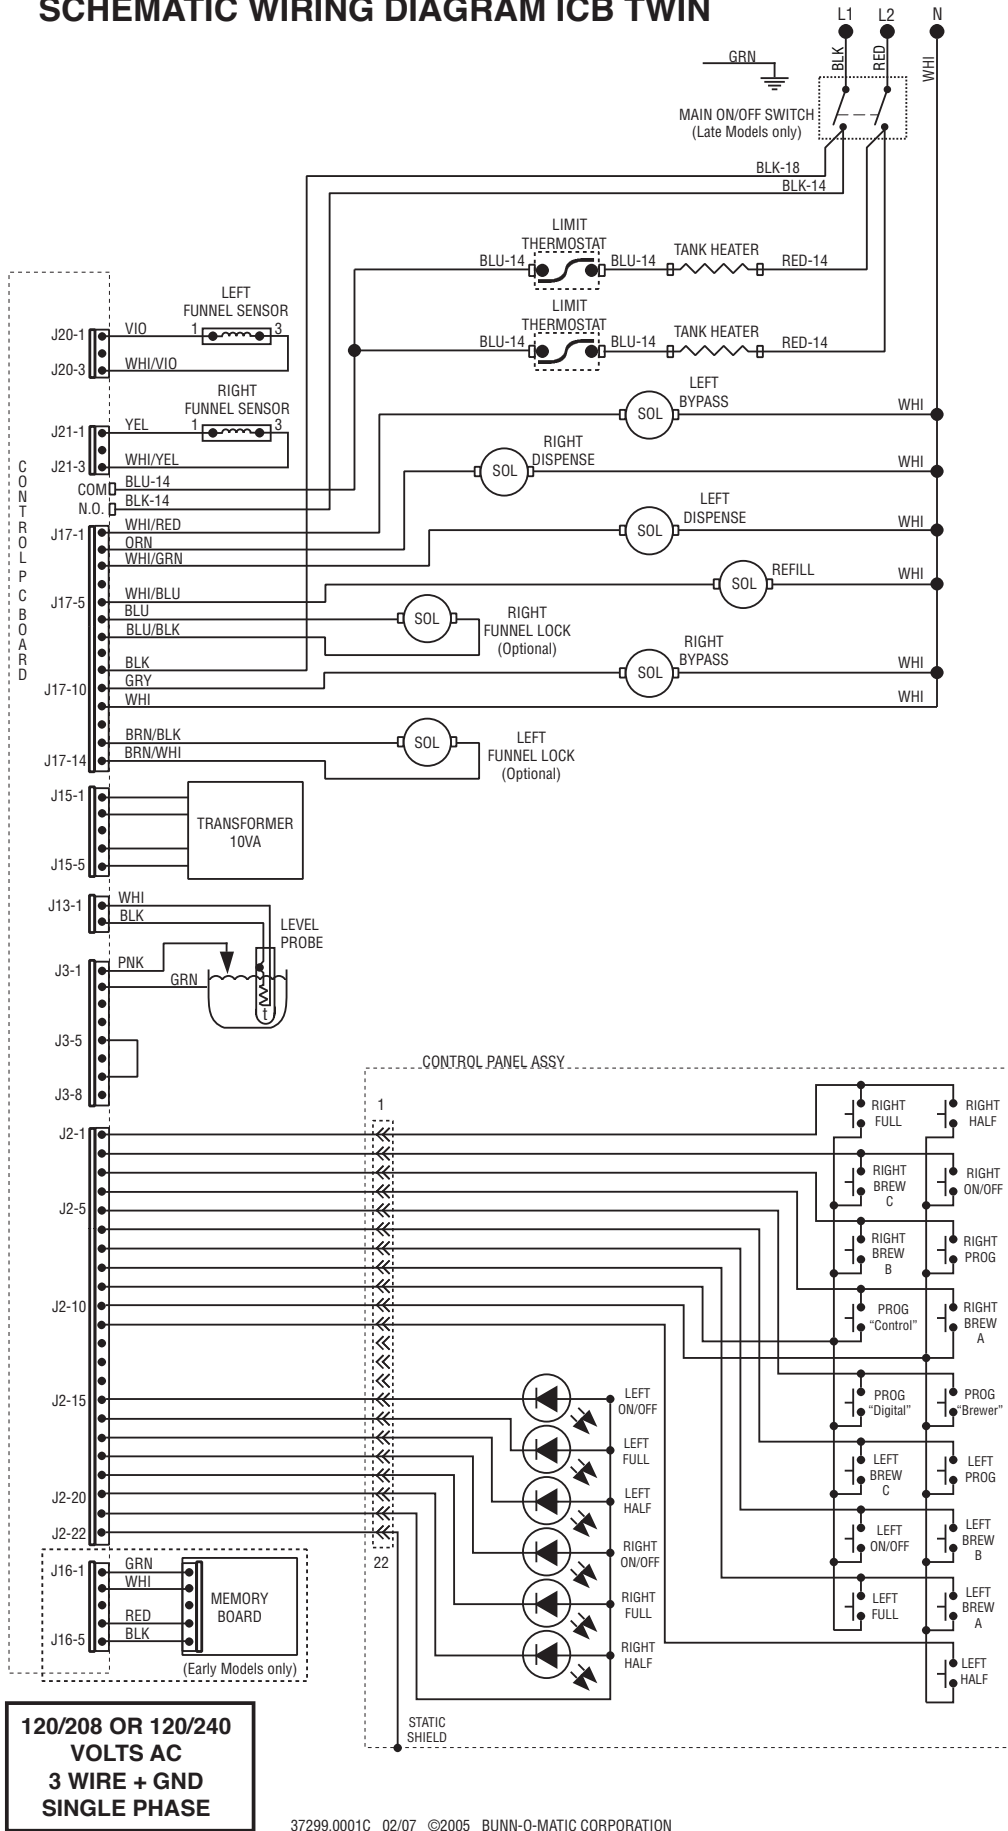 SCHEMATIC WIRING DIAGRAM ICB TWIN
L1
L2
N
BLK
RED
WHI
GRN
MAIN ON/OFF SWITCH
(Late Models only)
BLK-18
BLK-14
LIMIT
THERMOSTAT
TANK HEATER
BLU-14
BLU-14
RED-14
LIMIT
THERMOSTAT
TANK HEATER
BLU-14
BLU-14
RED-14
CONTROL PC BOARD
LEFT
FUNNEL SENSOR
J20-1
VIO
1
3
J20-3
WHI/VIO
RIGHT
FUNNEL SENSOR
J21-1
YEL
1
3
J21-3
WHI/YEL
COM
BLU-14
N.O.
BLK-14
LEFT
BYPASS
SOL
WHI
RIGHT
DISPENSE
SOL
WHI
LEFT
DISPENSE
SOL
WHI
REFILL
SOL
WHI
J17-1
WHI/RED
ORN
WHI/GRN
J17-5
WHI/BLU
BLU
BLU/BLK
SOL
RIGHT
FUNNEL LOCK
(Optional)
RIGHT
BYPASS
SOL
WHI
BLK
J17-10
GRY
WHI
WHI
BRN/BLK
J17-14
BRN/WHI
SOL
LEFT
FUNNEL LOCK
(Optional)
J15-1
J15-5
TRANSFORMER
10VA
J13-1
WHI
BLK
LEVEL
PROBE
J3-1
PNK
GRN
t
J3-5
J3-8
CONTROL PANEL ASSY
1
J2-1
J2-5
J2-10
J2-15
J2-20
J2-22
22
RIGHT
FULL
RIGHT
HALF
RIGHT
BREW
C
RIGHT
ON/OFF
RIGHT
BREW
B
RIGHT
PROG
PROG
“Control”
RIGHT
BREW
A
PROG
“Digital”
PROG
“Brewer”
LEFT
BREW
C
LEFT
PROG
LEFT
ON/OFF
LEFT
BREW
B
LEFT
FULL
LEFT
BREW
A
LEFT
HALF
LEFT
ON/OFF
LEFT
FULL
LEFT
HALF
RIGHT
ON/OFF
RIGHT
FULL
RIGHT
HALF
J16-1
GRN
WHI
RED
J16-5
BLK
MEMORY
BOARD
(Early Models only)
STATIC
SHIELD
120/208 OR 120/240
VOLTS AC
3 WIRE + GND
SINGLE PHASE
37299.0001C 02/07 ©2005 BUNN-O-MATIC CORPORATION